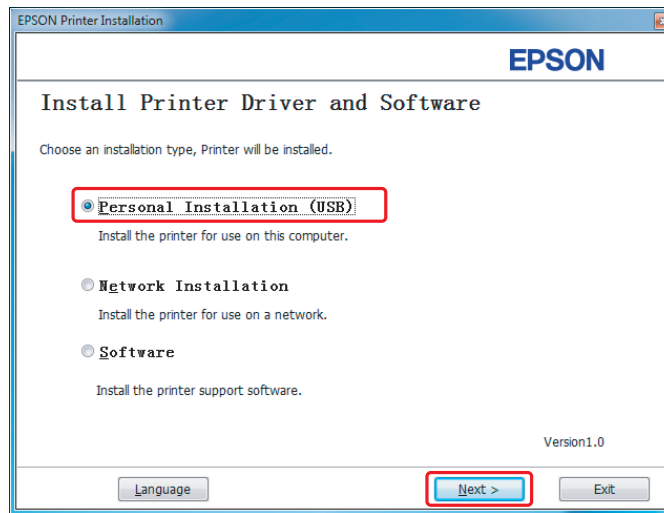 EPSON Printer Installation
EPSON
Install Printer Driver and Software
Choose an installation type, Printer will be installed.
Personal Installation (USB)
Install the printer for use on this computer.
Network Installation
Install the printer for use on a network.
Software
Install the printer support software.
Version1.0
Language
Next >
Exit